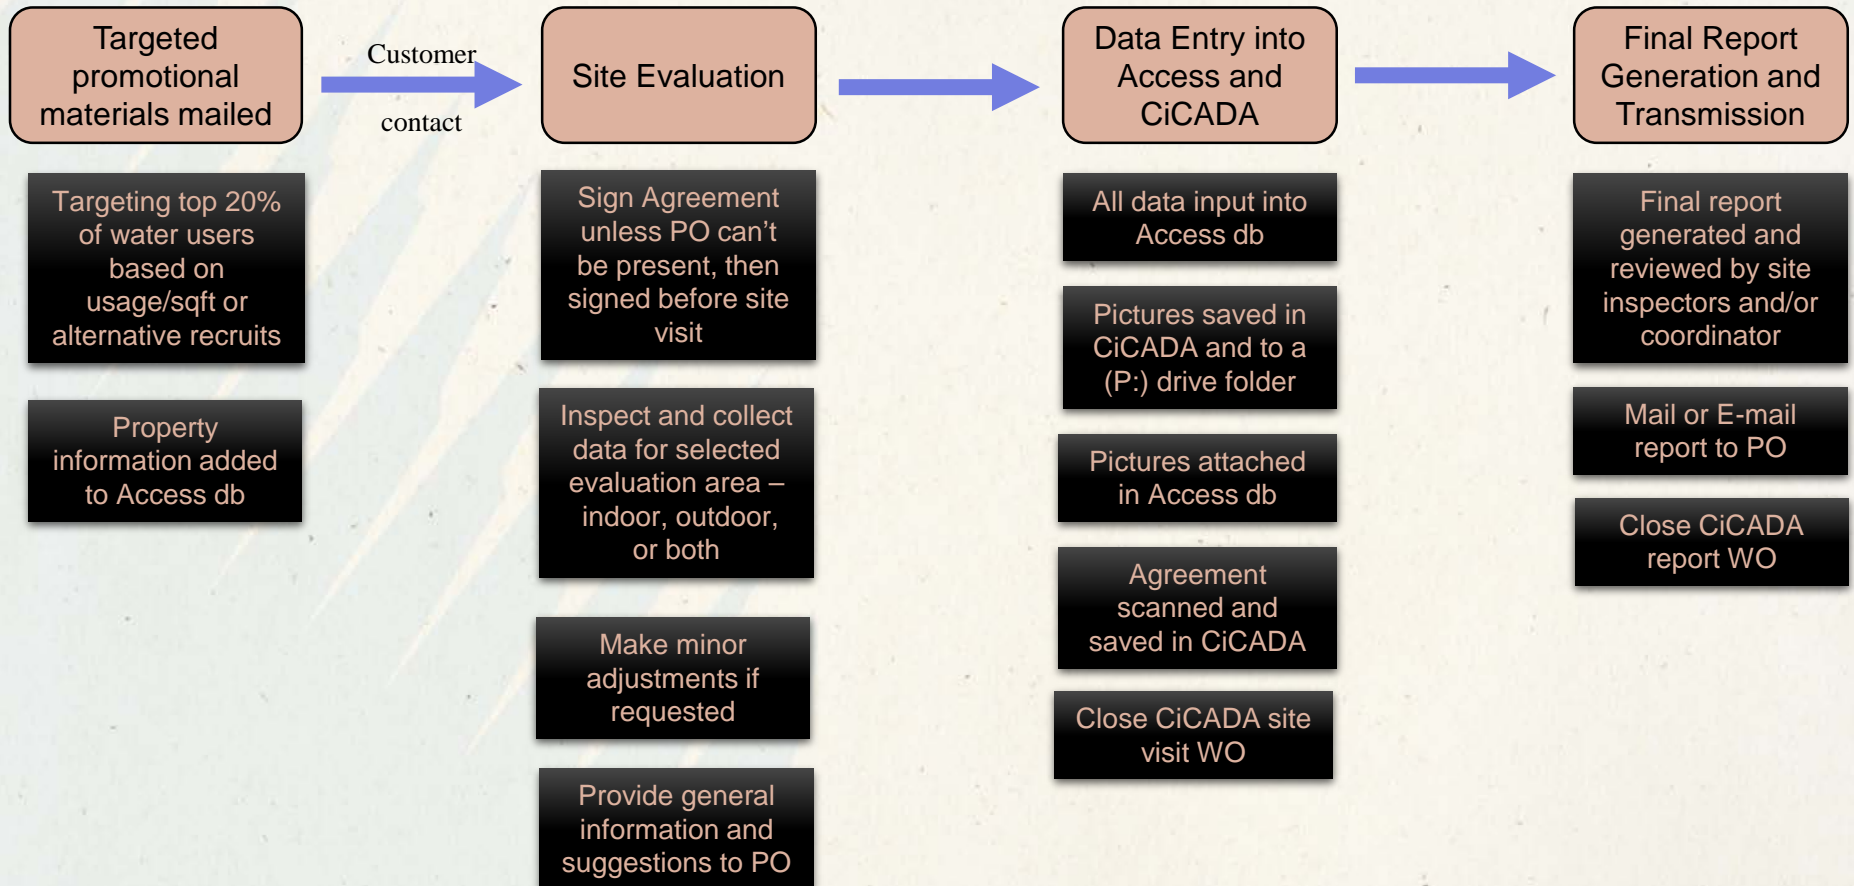 Targeted
promotional
materials mailed
Customer
contact
Site Evaluation
Data Entry into
Access and
CiCADA
Final Report
Generation and
Transmission
Targeting top 20%
of water users
based on
usage/sqft or
alternative recruits
Property
information added
to Access db
Sign Agreement
unless PO can’t
be present, then
signed before site
visit
Inspect and collect
data for selected
evaluation area –
indoor, outdoor,
or both
Make minor
adjustments if
requested
Provide general
information and
suggestions to PO
All data input into
Access db
Pictures saved in
CiCADA and to a
(P:) drive folder
Pictures attached
in Access db
Agreement
scanned and
saved in CiCADA
Close CiCADA site
visit WO
Final report
generated and
reviewed by site
inspectors and/or
coordinator
Mail or E-mail
report to PO
Close CiCADA
report WO